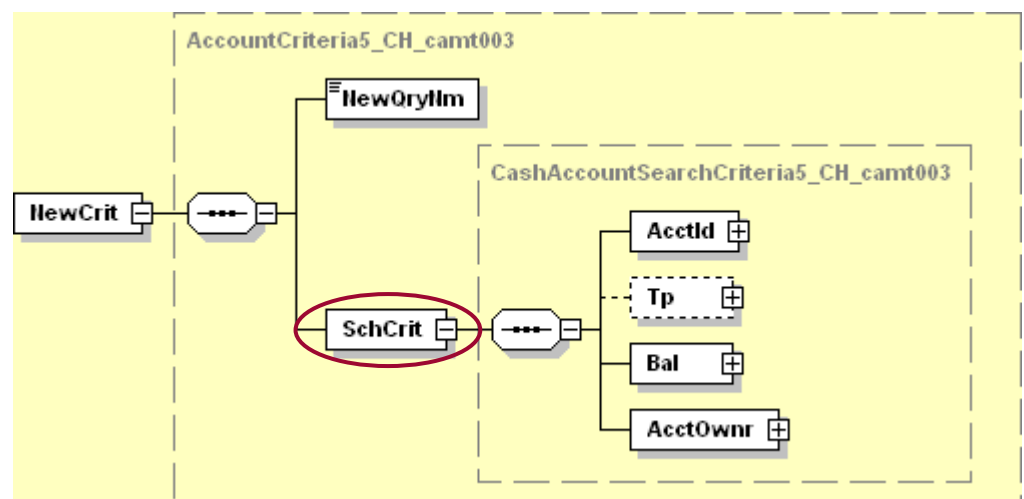 AccountCriteria5_CH_camt003
NewQryNm
CashAccountSearchCriteria5_CH_camt003
NewCrit
AcctId
Tp
SchCrit
Bal
AcctOwnr